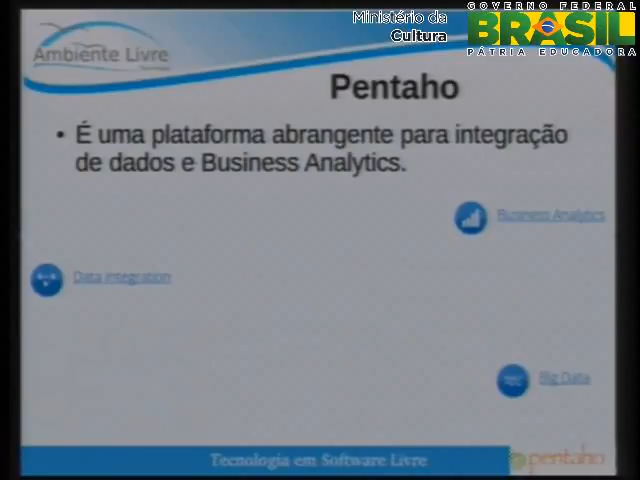 Ministério da
Cultura
GOVERNO FEDERAL
BRASIL
PÁTRIA EDUCADORA
Ambiente Livre
Pentaho
• É uma plataforma abrangente para integração
de dados e Business Analytics.
Business Analytics
Data Integration
Big Data
Tecnologia em Software Livre
pentaho